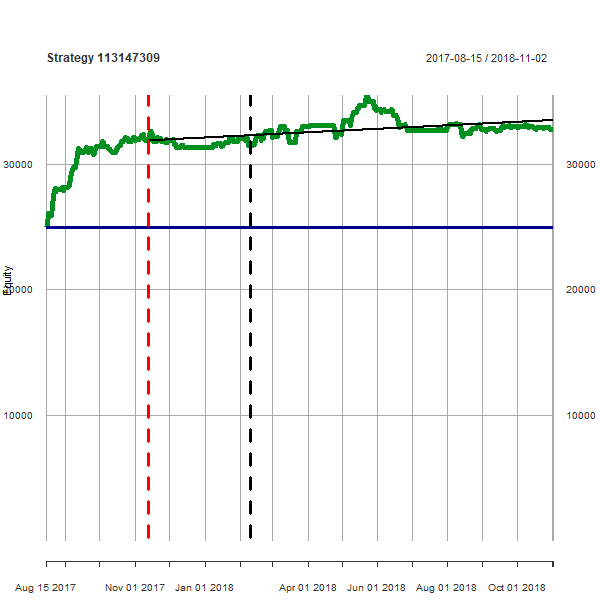 Strategy 113147309 2017-08-15 / 2018-11-02
30000 30000
Equity
20000 20000
10000 10000
Aug 15 2017 Nov 01 2017 Jan 01 2018 Apr 01 2018 Jun 01 2018 Aug 01 2018 Oct 01 2018